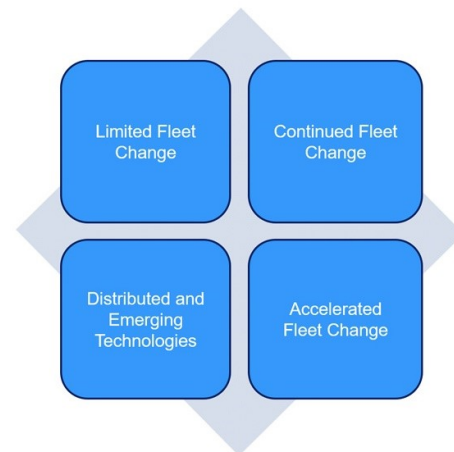 Limited Fleet
Change
Continued Fleet
Change
Distributed and
Emerging
Technologies
Accelerated
Fleet Change